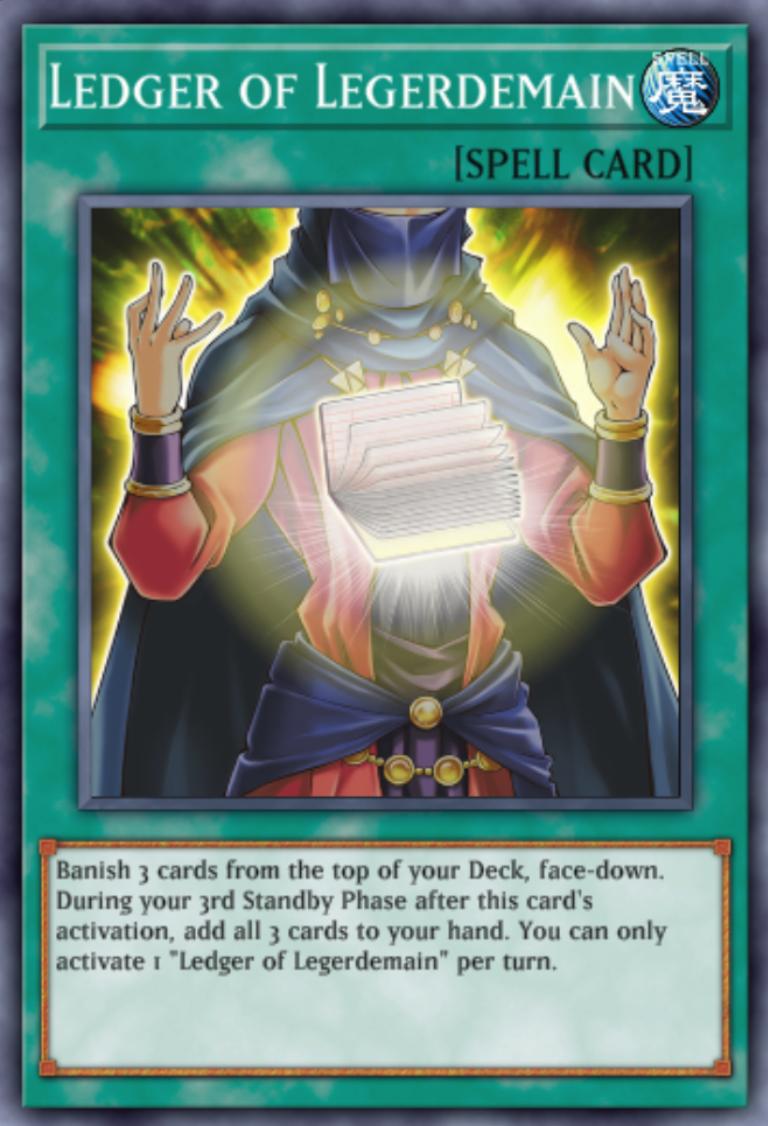 LEDGER OF LEGERDEMAIN
SPELL
魔
[SPELL CARD]
Banish 3 cards from the top of your Deck, face-down.
During your 3rd Standby Phase after this card's
activation, add all 3 cards to your hand. You can only
activate 1 "Ledger of Legerdemain" per turn.